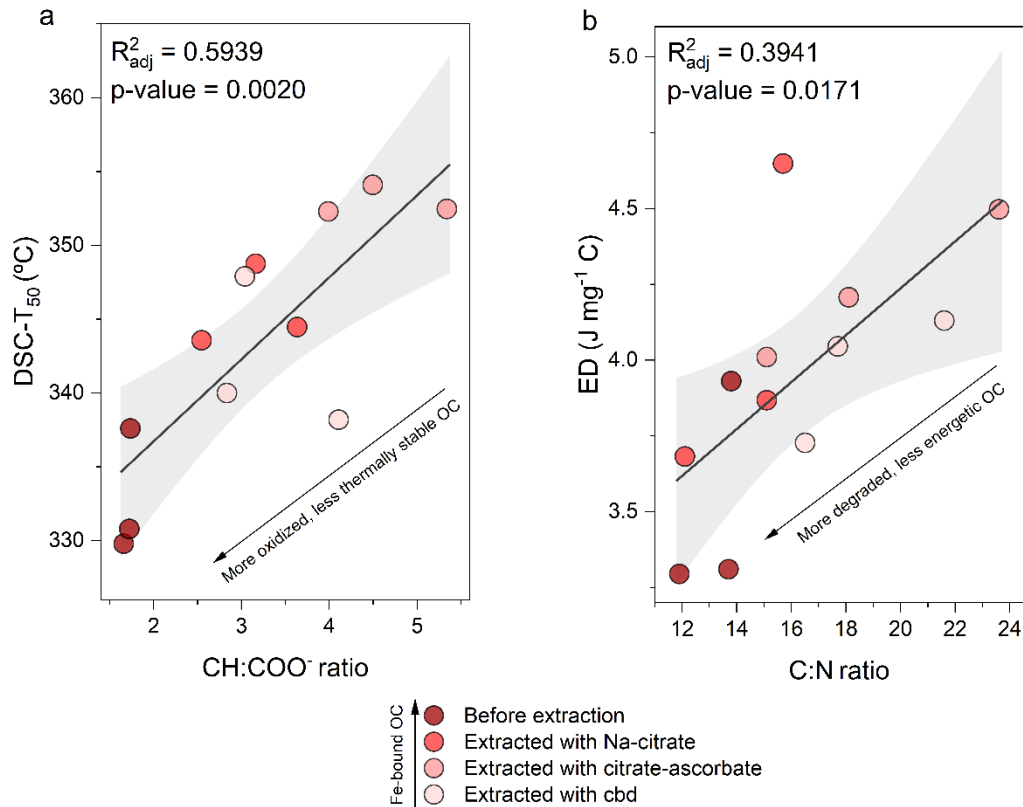 a
R²adj = 0.5939
p-value = 0.0020
360
350
340
330
DSC-T₅₀ (ºC)
More oxidized, less thermally stable OC
2 3 4 5
CH:COO⁻ ratio
b
R²adj = 0.3941
p-value = 0.0171
5.0
4.5
4.0
3.5
ED (J mg⁻¹ C)
More degraded, less energetic OC
12 14 16 18 20 22 24
C:N ratio
Fe-bound OC
Before extraction
Extracted with Na-citrate
Extracted with citrate-ascorbate
Extracted with cbd